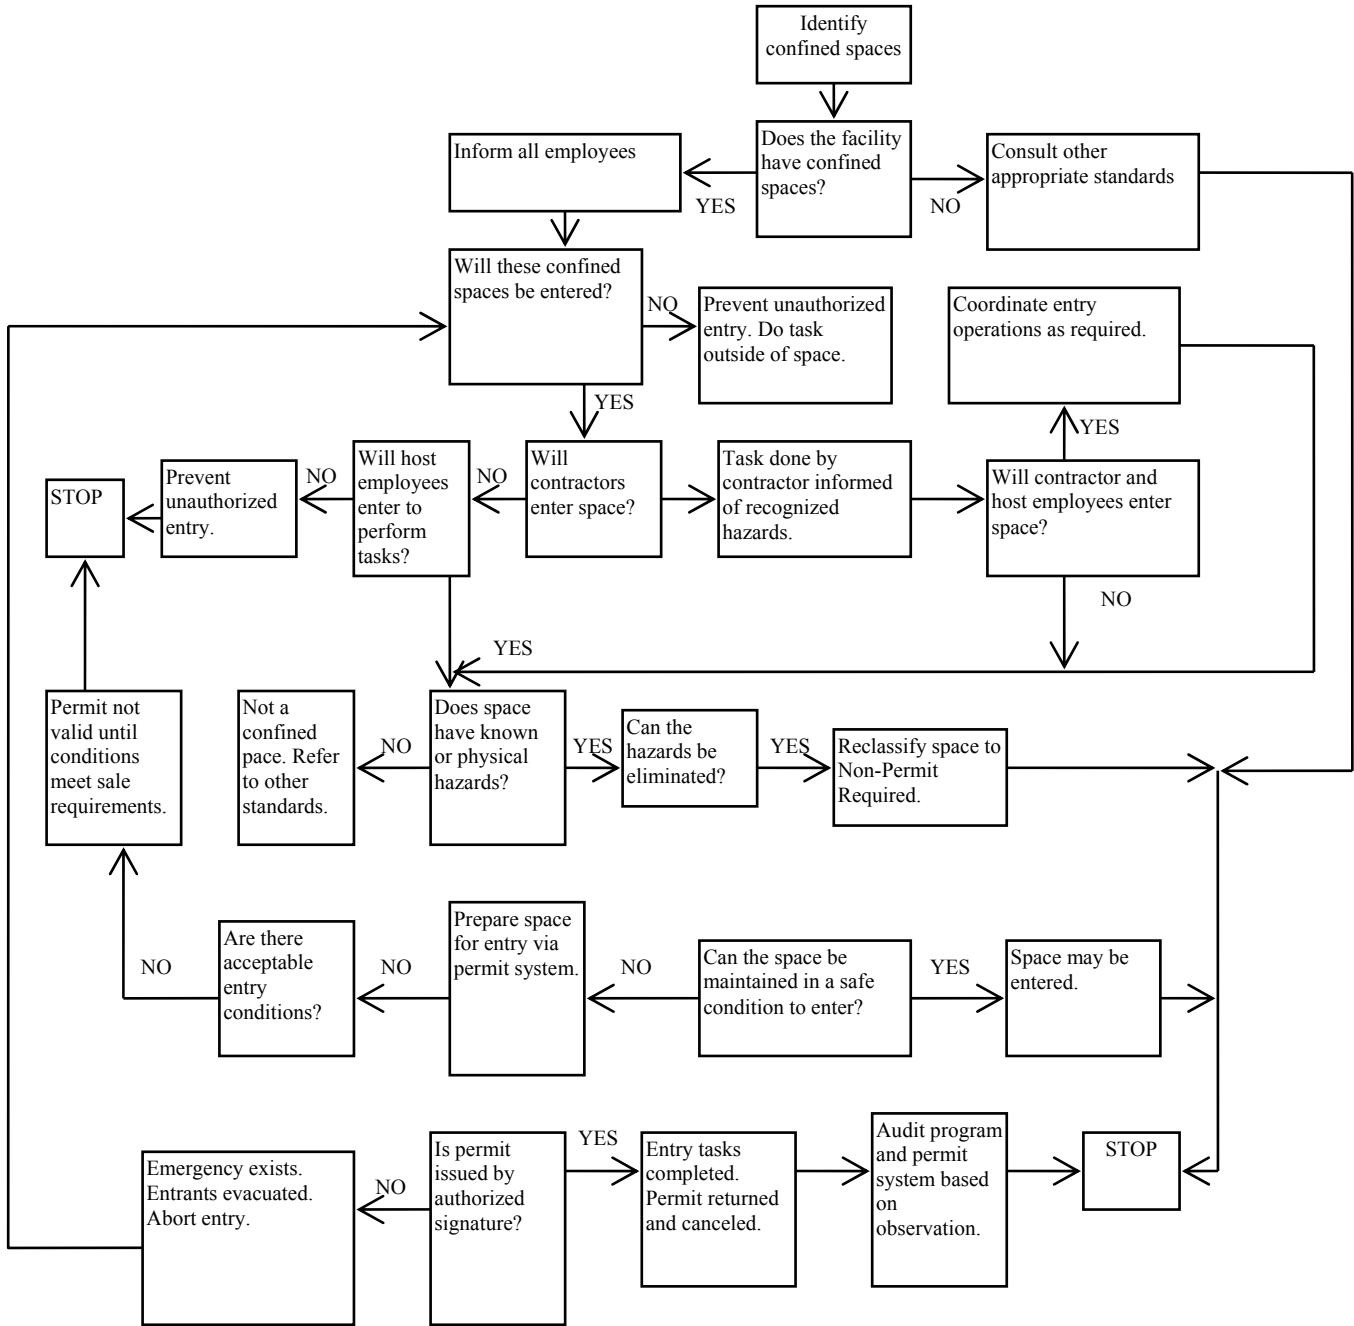 Identify
confined spaces
Does the facility
have confined
spaces?
Inform all employees
YES
NO
Consult other
appropriate standards
Will these confined
spaces be entered?
NO
Prevent unauthorized
entry. Do task
outside of space.
Coordinate entry
operations as required.
YES
YES
STOP
Prevent
unauthorized
entry.
NO
Will host
employees
enter to
perform
tasks?
NO
Will
contractors
enter space?
Task done by
contractor informed
of recognized
hazards.
Will contractor and
host employees enter
space?
NO
YES
Permit not
valid until
conditions
meet sale
requirements.
Not a
confined
pace. Refer
to other
standards.
NO
Does space
have known
or physical
hazards?
YES
Can the
hazards be
eliminated?
YES
Reclassify space to
Non-Permit
Required.
NO
Are there
acceptable
entry
conditions?
NO
Prepare space
for entry via
permit system.
NO
Can the space be
maintained in a safe
condition to enter?
YES
Space may be
entered.
Emergency exists.
Entrants evacuated.
Abort entry.
NO
Is permit
issued by
authorized
signature?
YES
Entry tasks
completed.
Permit returned
and canceled.
Audit program
and permit
system based
on
observation.
STOP